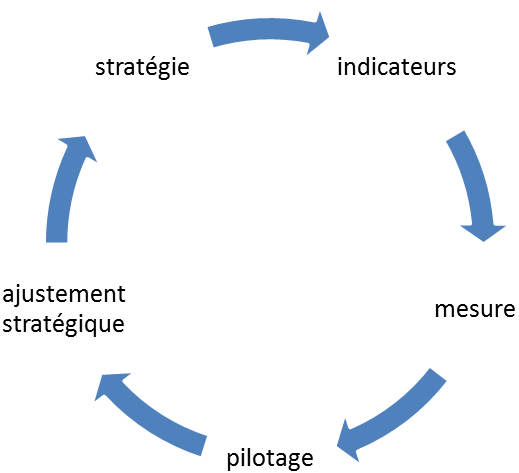 stratégie
indicateurs
mesure
pilotage
ajustement
stratégique